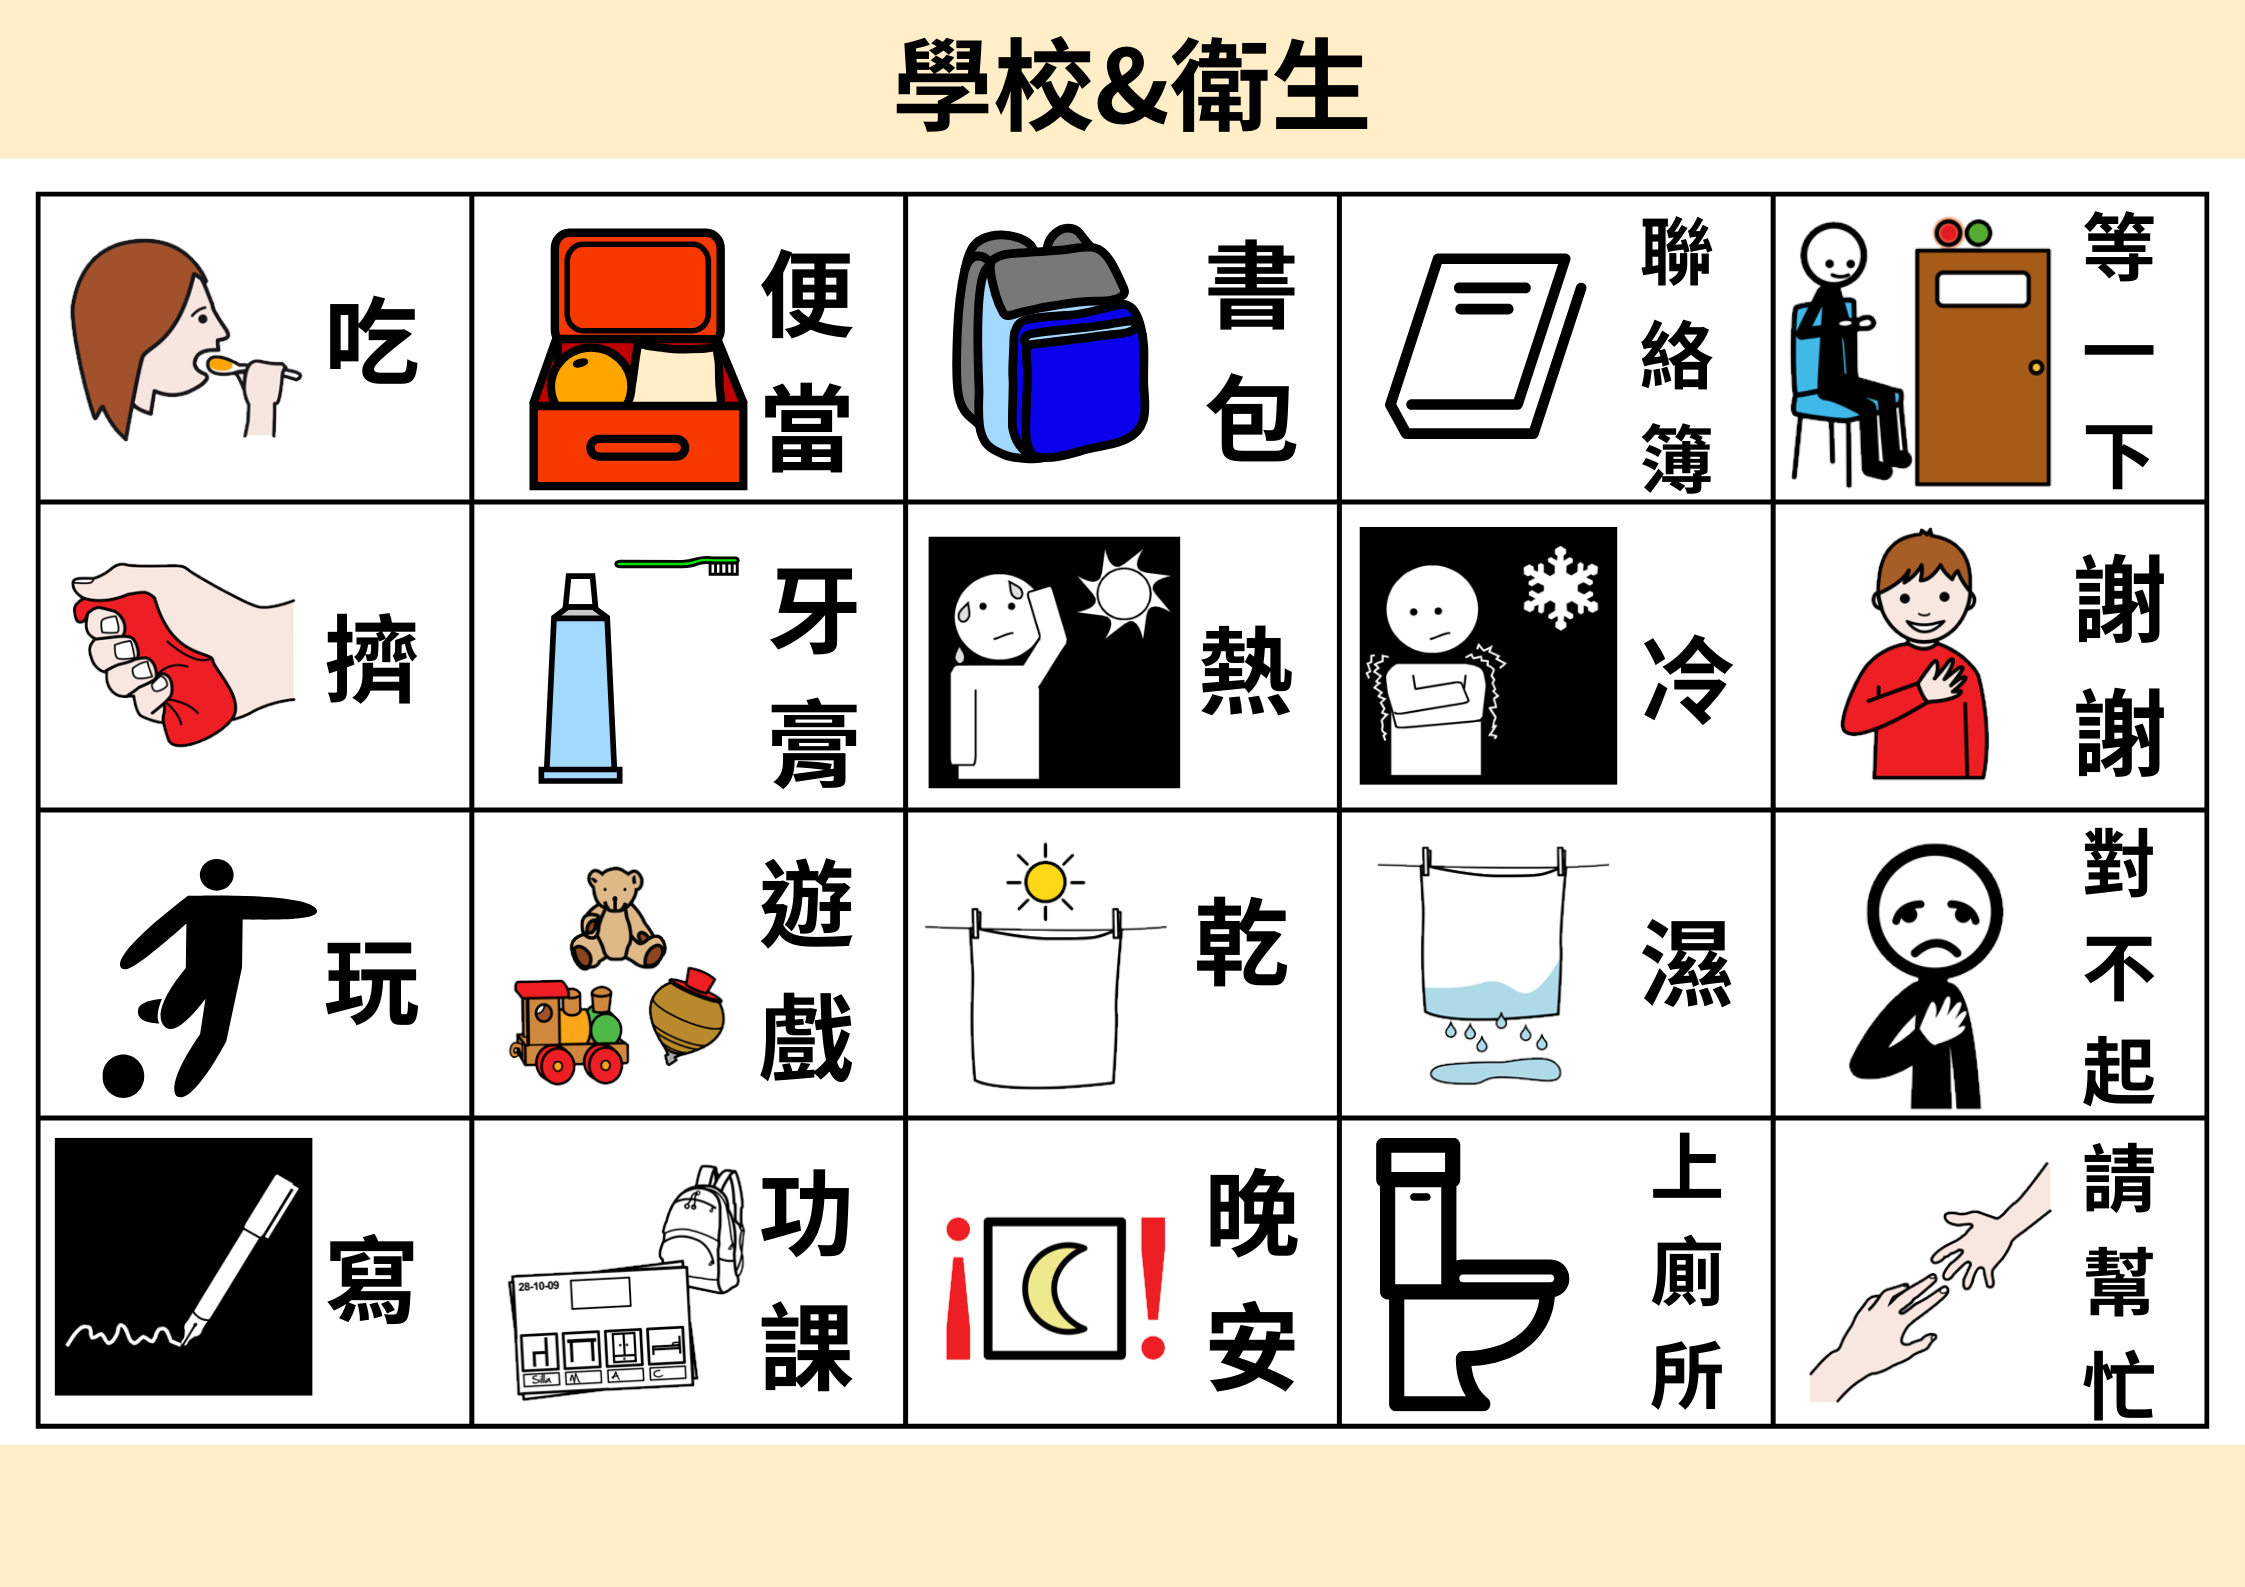 學校&衛生
吃
便當
書包
聯絡簿
等一下
擠
牙膏
熱
冷
謝謝
玩
遊戲
乾
濕
對不起
寫
功課
28-10-09
Silla
M
A
C
晚安
上廁所
請幫忙